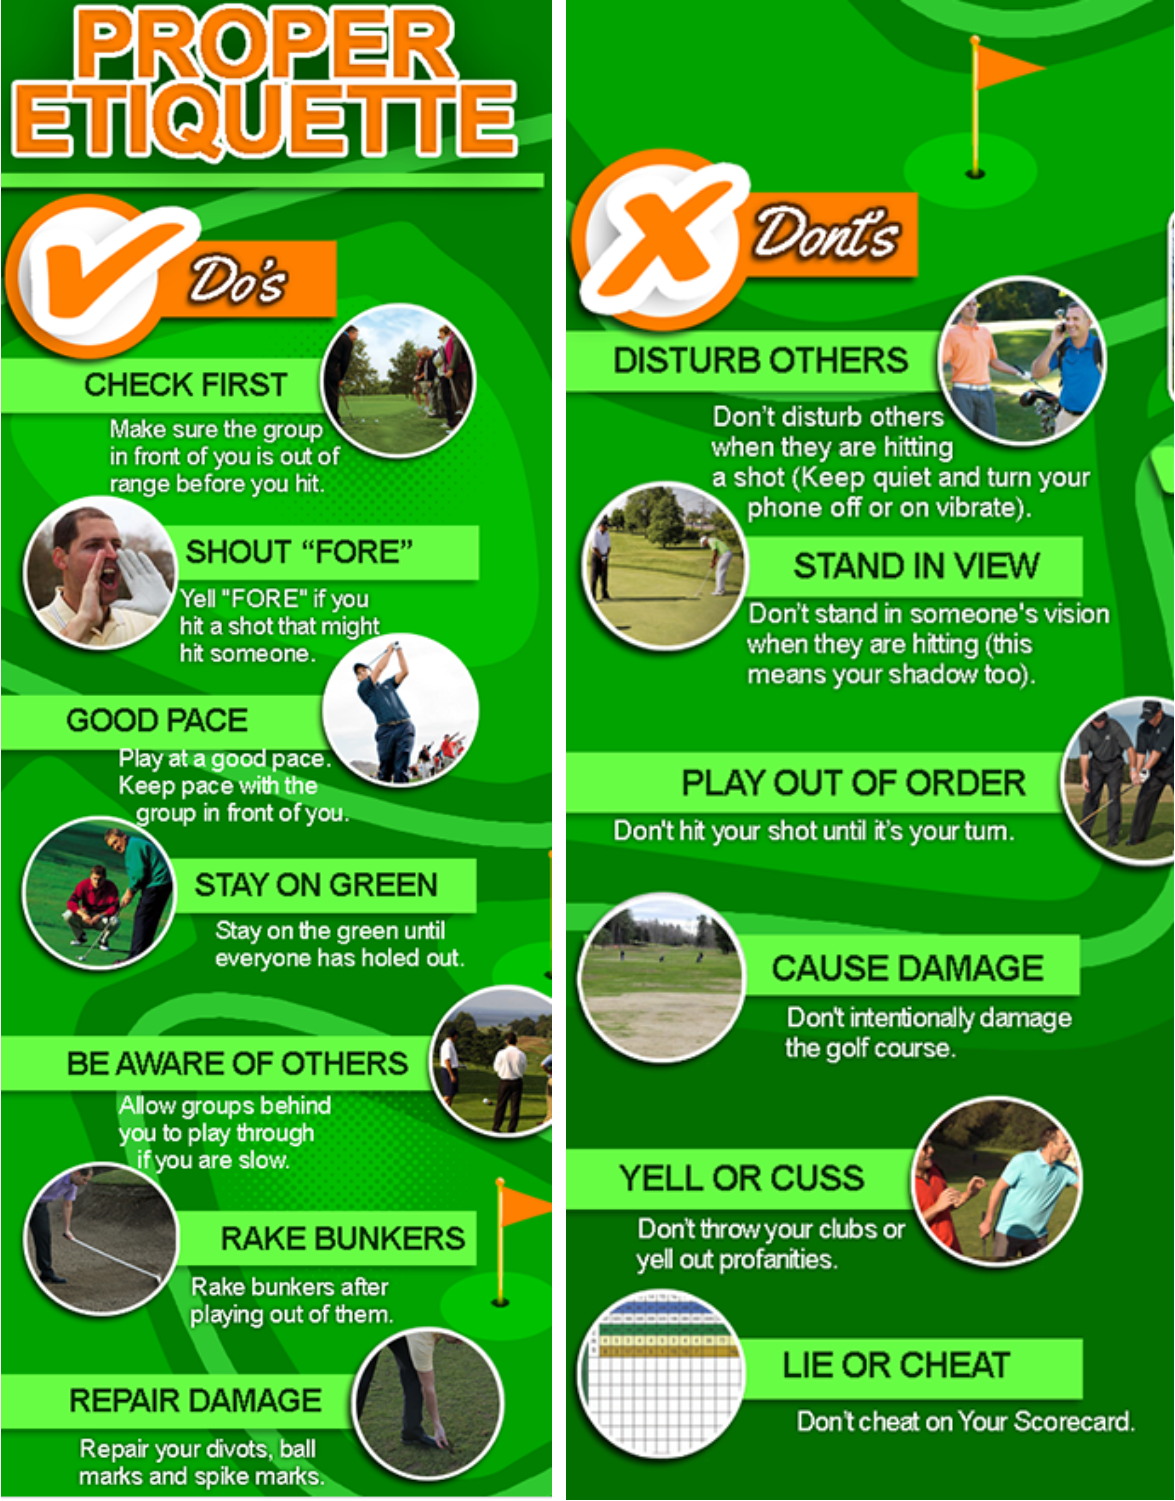 PROPER
ETIQUETTE
Do's
CHECK FIRST
Make sure the group
in front of you is out of
range before you hit.
SHOUT “FORE”
Yell "FORE" if you
hit a shot that might
hit someone.
GOOD PACE
Play at a good pace.
Keep pace with the
group in front of you.
STAY ON GREEN
Stay on the green until
everyone has holed out.
BE AWARE OF OTHERS
Allow groups behind
you to play through
if you are slow.
RAKE BUNKERS
Rake bunkers after
playing out of them.
REPAIR DAMAGE
Repair your divots, ball
marks and spike marks.
Dont's
DISTURB OTHERS
Don't disturb others
when they are hitting
a shot (Keep quiet and turn your
phone off or on vibrate).
STAND IN VIEW
Don't stand in someone's vision
when they are hitting (this
means your shadow too).
PLAY OUT OF ORDER
Don't hit your shot until it's your turn.
CAUSE DAMAGE
Don't intentionally damage
the golf course.
YELL OR CUSS
Don't throw your clubs or
yell out profanities.
LIE OR CHEAT
Don't cheat on Your Scorecard.